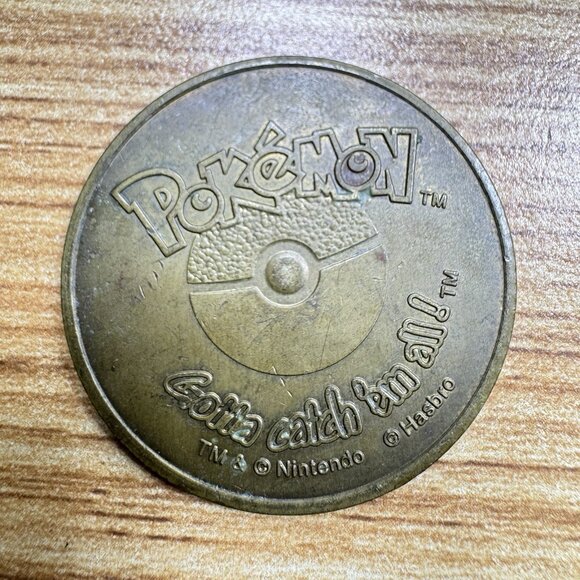 POKéMON™
Gotta catch 'em all!™
TM & © Nintendo © Hasbro